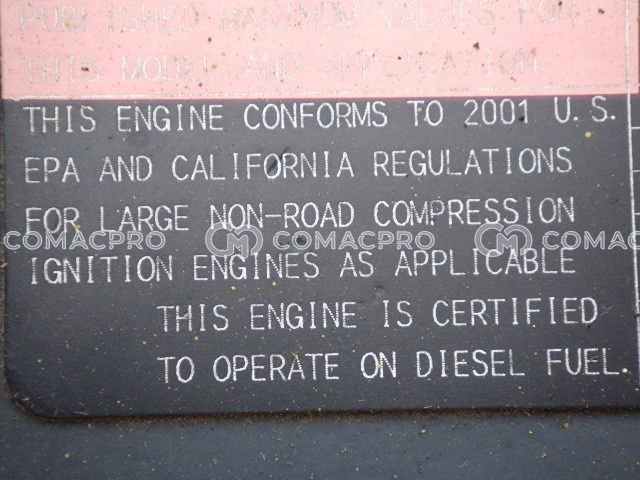 PUBLISHED MAXIMUM VALUES FOR
THIS MODEL AND APPLICATION.
THIS ENGINE CONFORMS TO 2001 U.S.
EPA AND CALIFORNIA REGULATIONS
FOR LARGE NON-ROAD COMPRESSION
COMACPRO COMACPRO COMACPRO
IGNITION ENGINES AS APPLICABLE
THIS ENGINE IS CERTIFIED
TO OPERATE ON DIESEL FUEL.